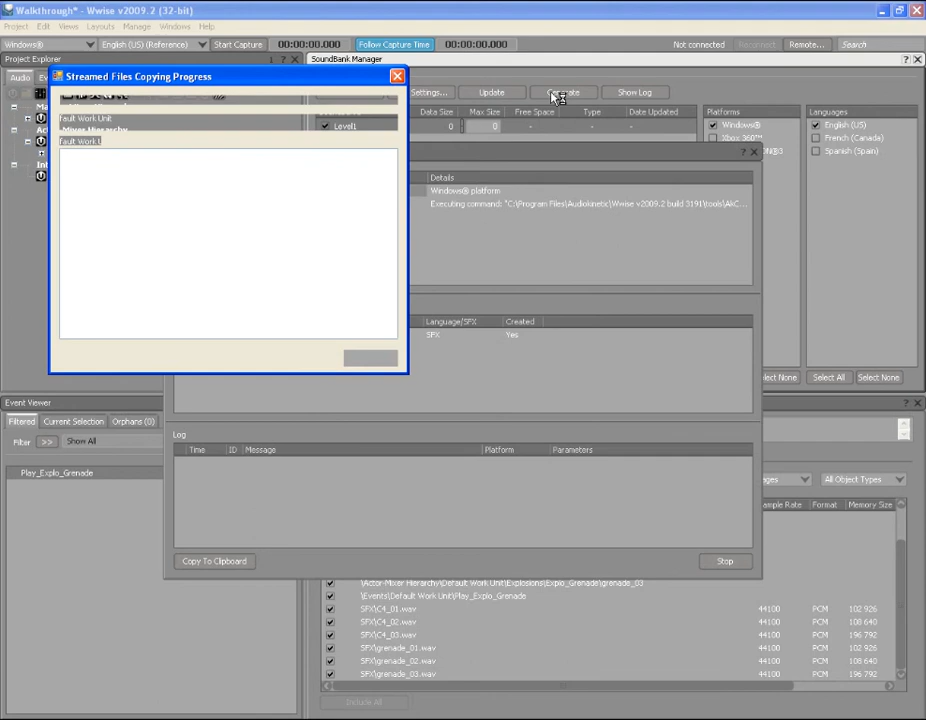 Walkthrough* - Wwise v2009.2 (32-bit)
Project Edit Views Layouts Manage Windows Help
Windows® English (US) (Reference) Start Capture 00:00:00.000 Follow Capture Time 00:00:00.000 Not connected Reconnect Remote... Search
Project Explorer
SoundBank Manager
Audio
Streamed Files Copying Progress
Settings... Update Generate Show Log
Data Size Max Size Free Space Type Date Updated
Platforms
Languages
0 0 - - -
Level1
Windows®
Xbox 360™
English (US)
French (Canada)
Spanish (Spain)
fault Work Unit
-Mixer Hierarchy
fault Work U
Details
Windows® platform
Executing command: "C:\Program Files\Audiokinetic\Wwise v2009.2 build 3191\tools\AkC...
Language/SFX Created
SFX Yes
Select None
Select All Select None
Event Viewer
Filtered Current Selection Orphans (0)
Filter >> Show All
Play_Explo_Grenade
Log
Time ID Message Platform Parameters
Copy To Clipboard Stop
ages All Object Types
Sample Rate Format Memory Size
\Actor-Mixer Hierarchy\Default Work Unit\Explosions\Explo_Grenade\grenade_03
\Events\Default Work Unit\Play_Explo_Grenade
SFX\C4_01.wav 44100 PCM 102 926
SFX\C4_02.wav 44100 PCM 108 640
SFX\C4_03.wav 44100 PCM 196 792
SFX\grenade_01.wav 44100 PCM 102 926
SFX\grenade_02.wav 44100 PCM 108 640
SFX\grenade_03.wav 44100 PCM 196 792
Include All